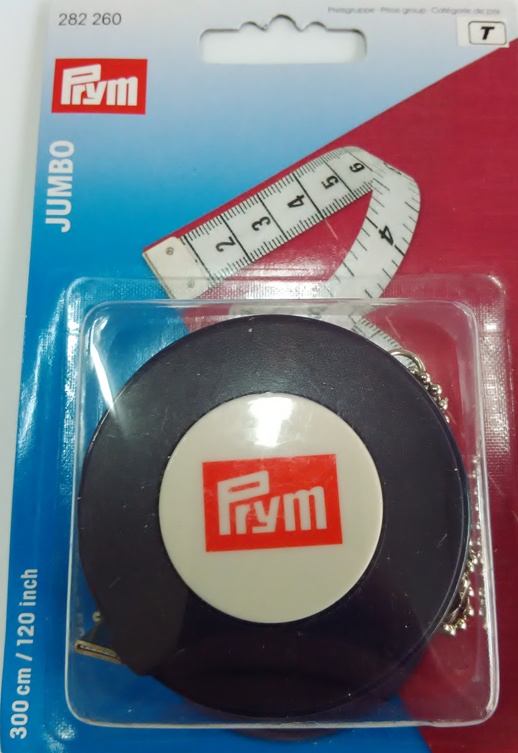 282 260
Preisgruppe · Price group · Catégorie de prix
T
Prym
JUMBO
2 3 4 5 6
4
Prym
300 cm / 120 inch